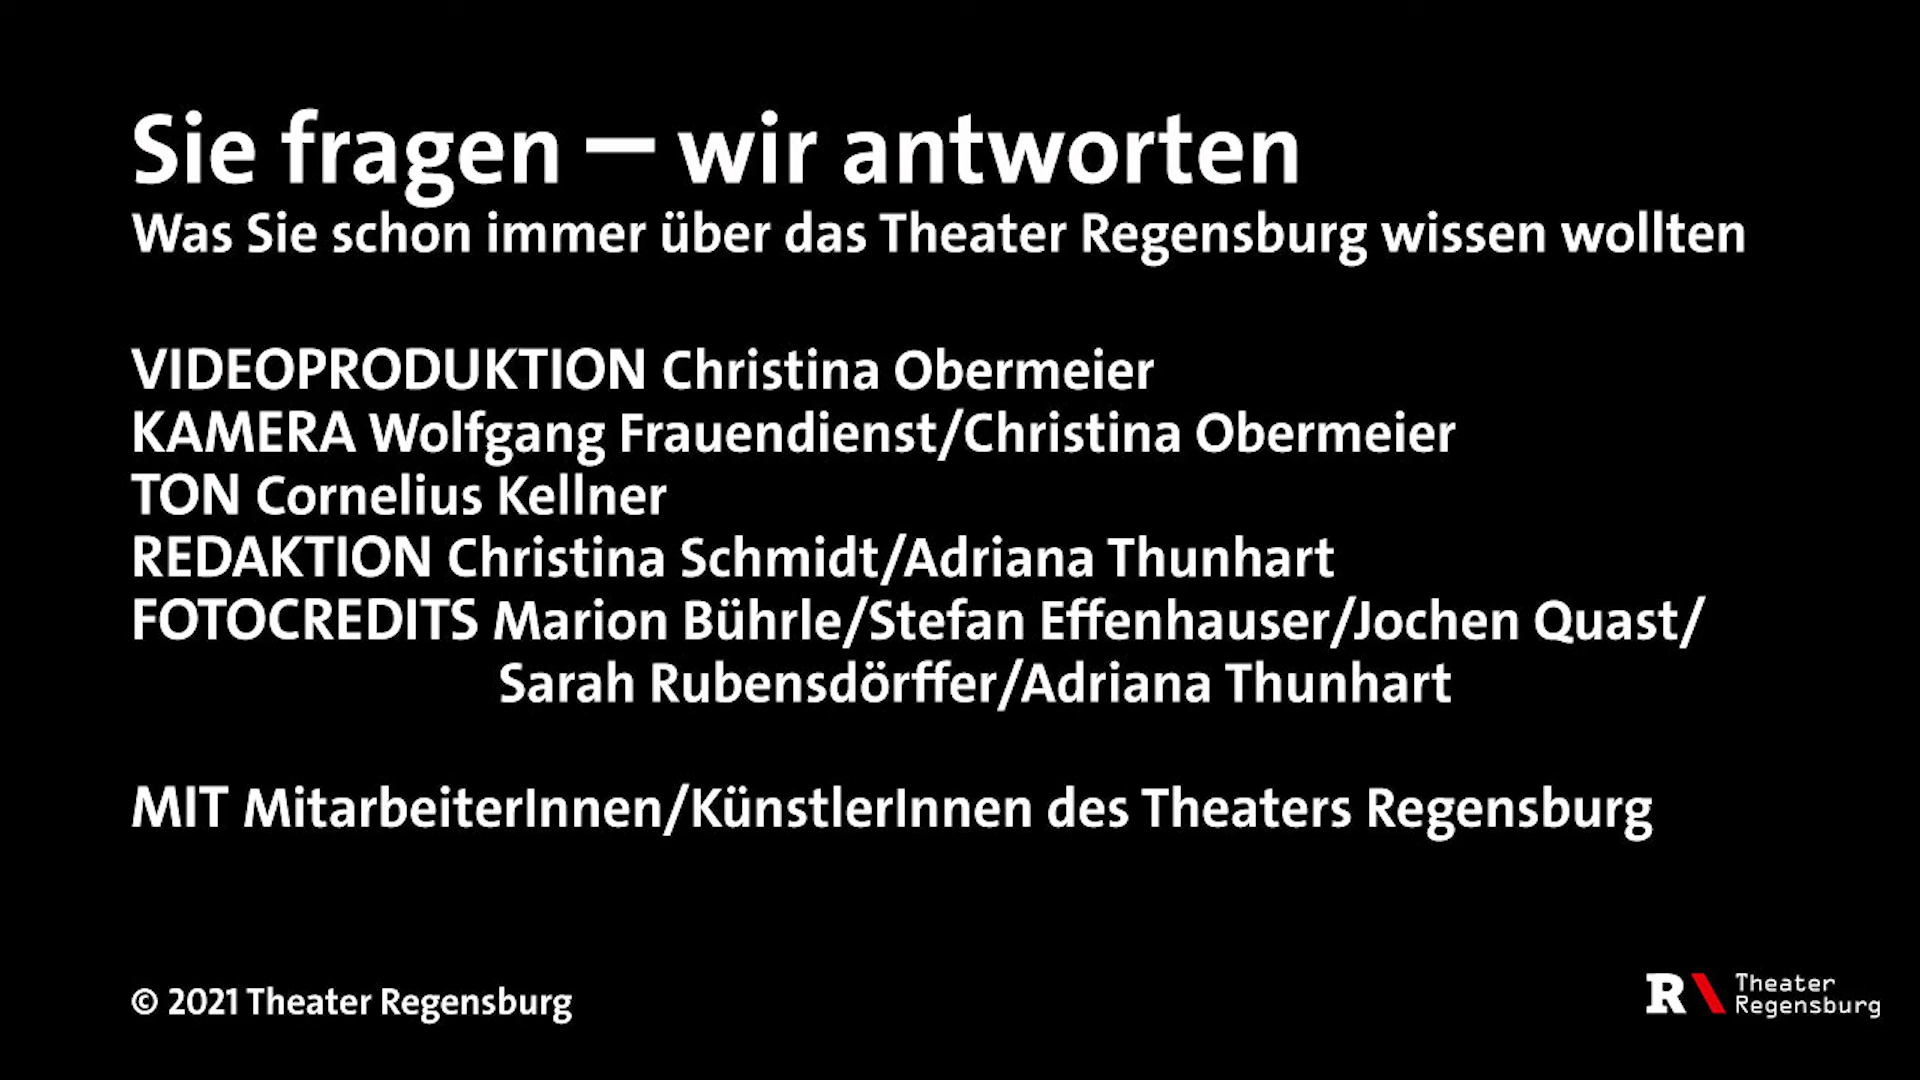 Sie fragen – wir antworten
Was Sie schon immer über das Theater Regensburg wissen wollten
VIDEOPRODUKTION Christina Obermeier
KAMERA Wolfgang Frauendienst/Christina Obermeier
TON Cornelius Kellner
REDAKTION Christina Schmidt/Adriana Thunhart
FOTOCREDITS Marion Bührle/Stefan Effenhauser/Jochen Quast/
Sarah Rubensdörffer/Adriana Thunhart
MIT MitarbeiterInnen/KünstlerInnen des Theaters Regensburg
© 2021 Theater Regensburg
R\ Theater
Regensburg